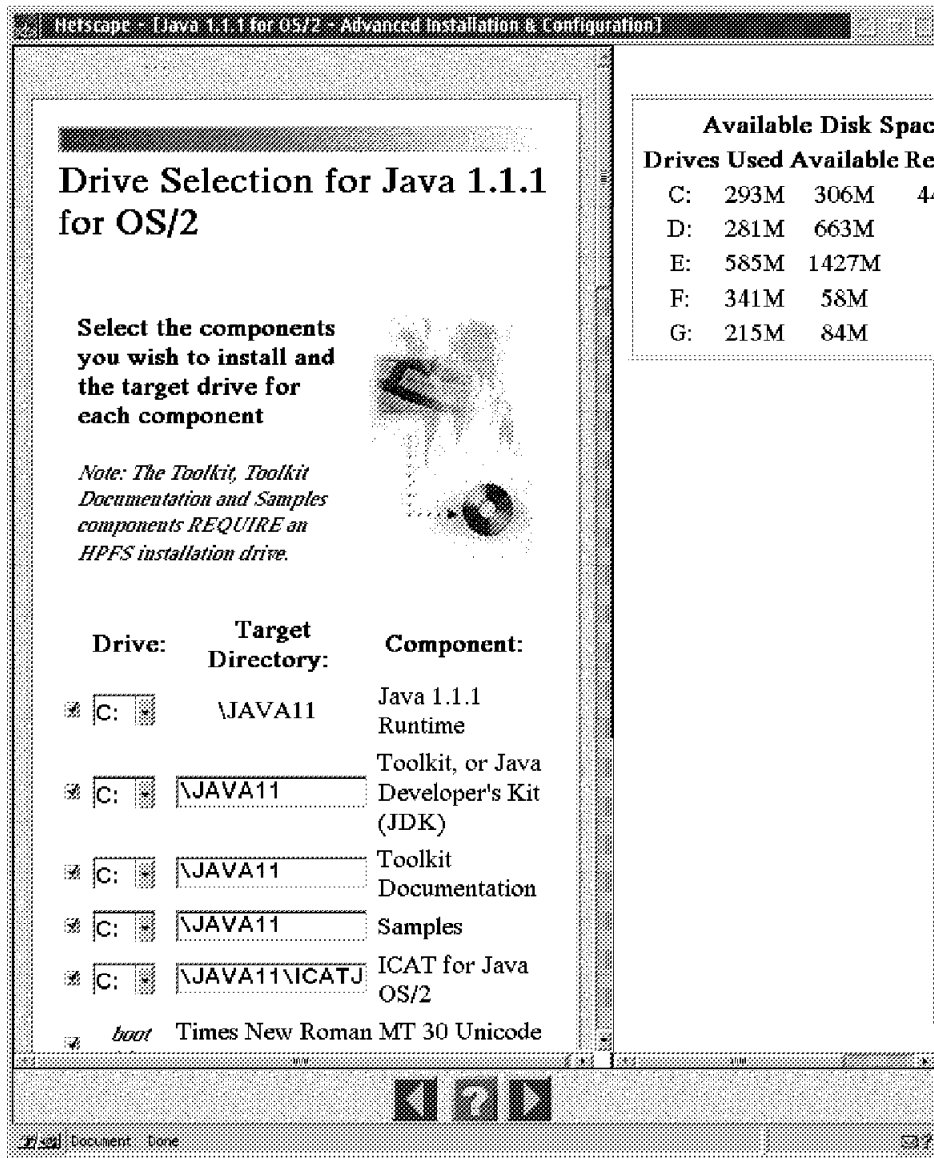 Netscape - [Java 1.1.1 for OS/2 - Advanced Installation & Configuration]
Drive Selection for Java 1.1.1
for OS/2
Select the components
you wish to install and
the target drive for
each component
Note: The Toolkit, Toolkit
Documentation and Samples
components REQUIRE an
HPFS installation drive.
Drive: Target Directory: Component:
C: \JAVA11 Java 1.1.1
Runtime
C: \JAVA11 Toolkit, or Java
Developer's Kit
(JDK)
C: \JAVA11 Toolkit
Documentation
C: \JAVA11 Samples
C: \JAVA11\ICATJ ICAT for Java
OS/2
boot Times New Roman MT 30 Unicode
Available Disk Spac
Drives Used Available Re
C: 293M 306M 44
D: 281M 663M
E: 585M 1427M
F: 341M 58M
G: 215M 84M
?
Document: Done